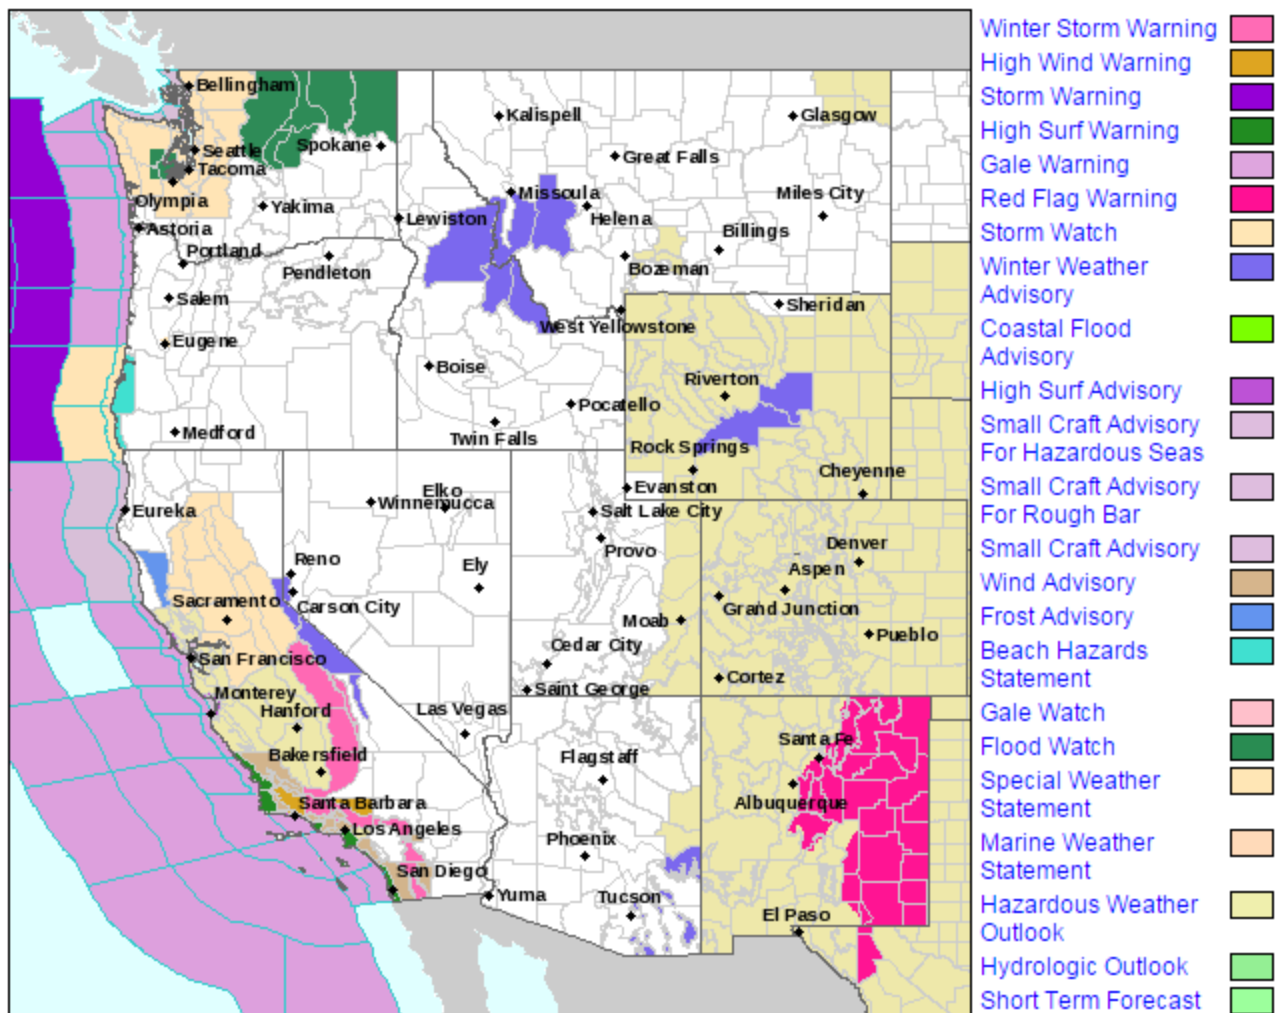 Bellingham
Kalispell
Glasgow
Seattle
Spokane
Great Falls
Tacoma
Missoula
Miles City
Olympia
Yakima
Lewiston
Helena
Astoria
Billings
Portland
Pendleton
Bozeman
Salem
Sheridan
West Yellowstone
Eugene
Boise
Riverton
Pocatello
Medford
Twin Falls
Rock Springs
Cheyenne
Elko
Evanston
Winnemucca
Eureka
Salt Lake City
Provo
Denver
Reno
Ely
Aspen
Sacramento
Carson City
Grand Junction
Moab
Pueblo
Cedar City
San Francisco
Cortez
Monterey
Saint George
Hanford
Las Vegas
Santa Fe
Bakersfield
Flagstaff
Santa Barbara
Albuquerque
Los Angeles
Phoenix
San Diego
Yuma
Tucson
El Paso
Winter Storm Warning
High Wind Warning
Storm Warning
High Surf Warning
Gale Warning
Red Flag Warning
Storm Watch
Winter Weather
Advisory
Coastal Flood
Advisory
High Surf Advisory
Small Craft Advisory
For Hazardous Seas
Small Craft Advisory
For Rough Bar
Small Craft Advisory
Wind Advisory
Frost Advisory
Beach Hazards
Statement
Gale Watch
Flood Watch
Special Weather
Statement
Marine Weather
Statement
Hazardous Weather
Outlook
Hydrologic Outlook
Short Term Forecast